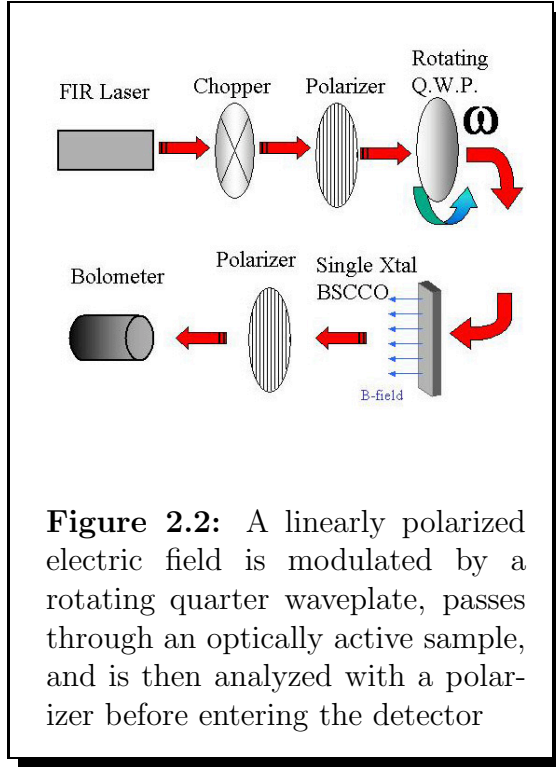 FIR Laser
Chopper
Polarizer
Rotating
Q.W.P.
ω
Bolometer
Polarizer
Single Xtal
BSCCO
B-field
Figure 2.2: A linearly polarized
electric field is modulated by a
rotating quarter waveplate, passes
through an optically active sample,
and is then analyzed with a polar-
izer before entering the detector